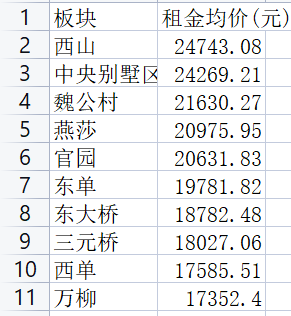 1 板块 租金均价(元)
2 西山 24743.08
3 中央别墅区 24269.21
4 魏公村 21630.27
5 燕莎 20975.95
6 官园 20631.83
7 东单 19781.82
8 东大桥 18782.48
9 三元桥 18027.06
10 西单 17585.51
11 万柳 17352.4